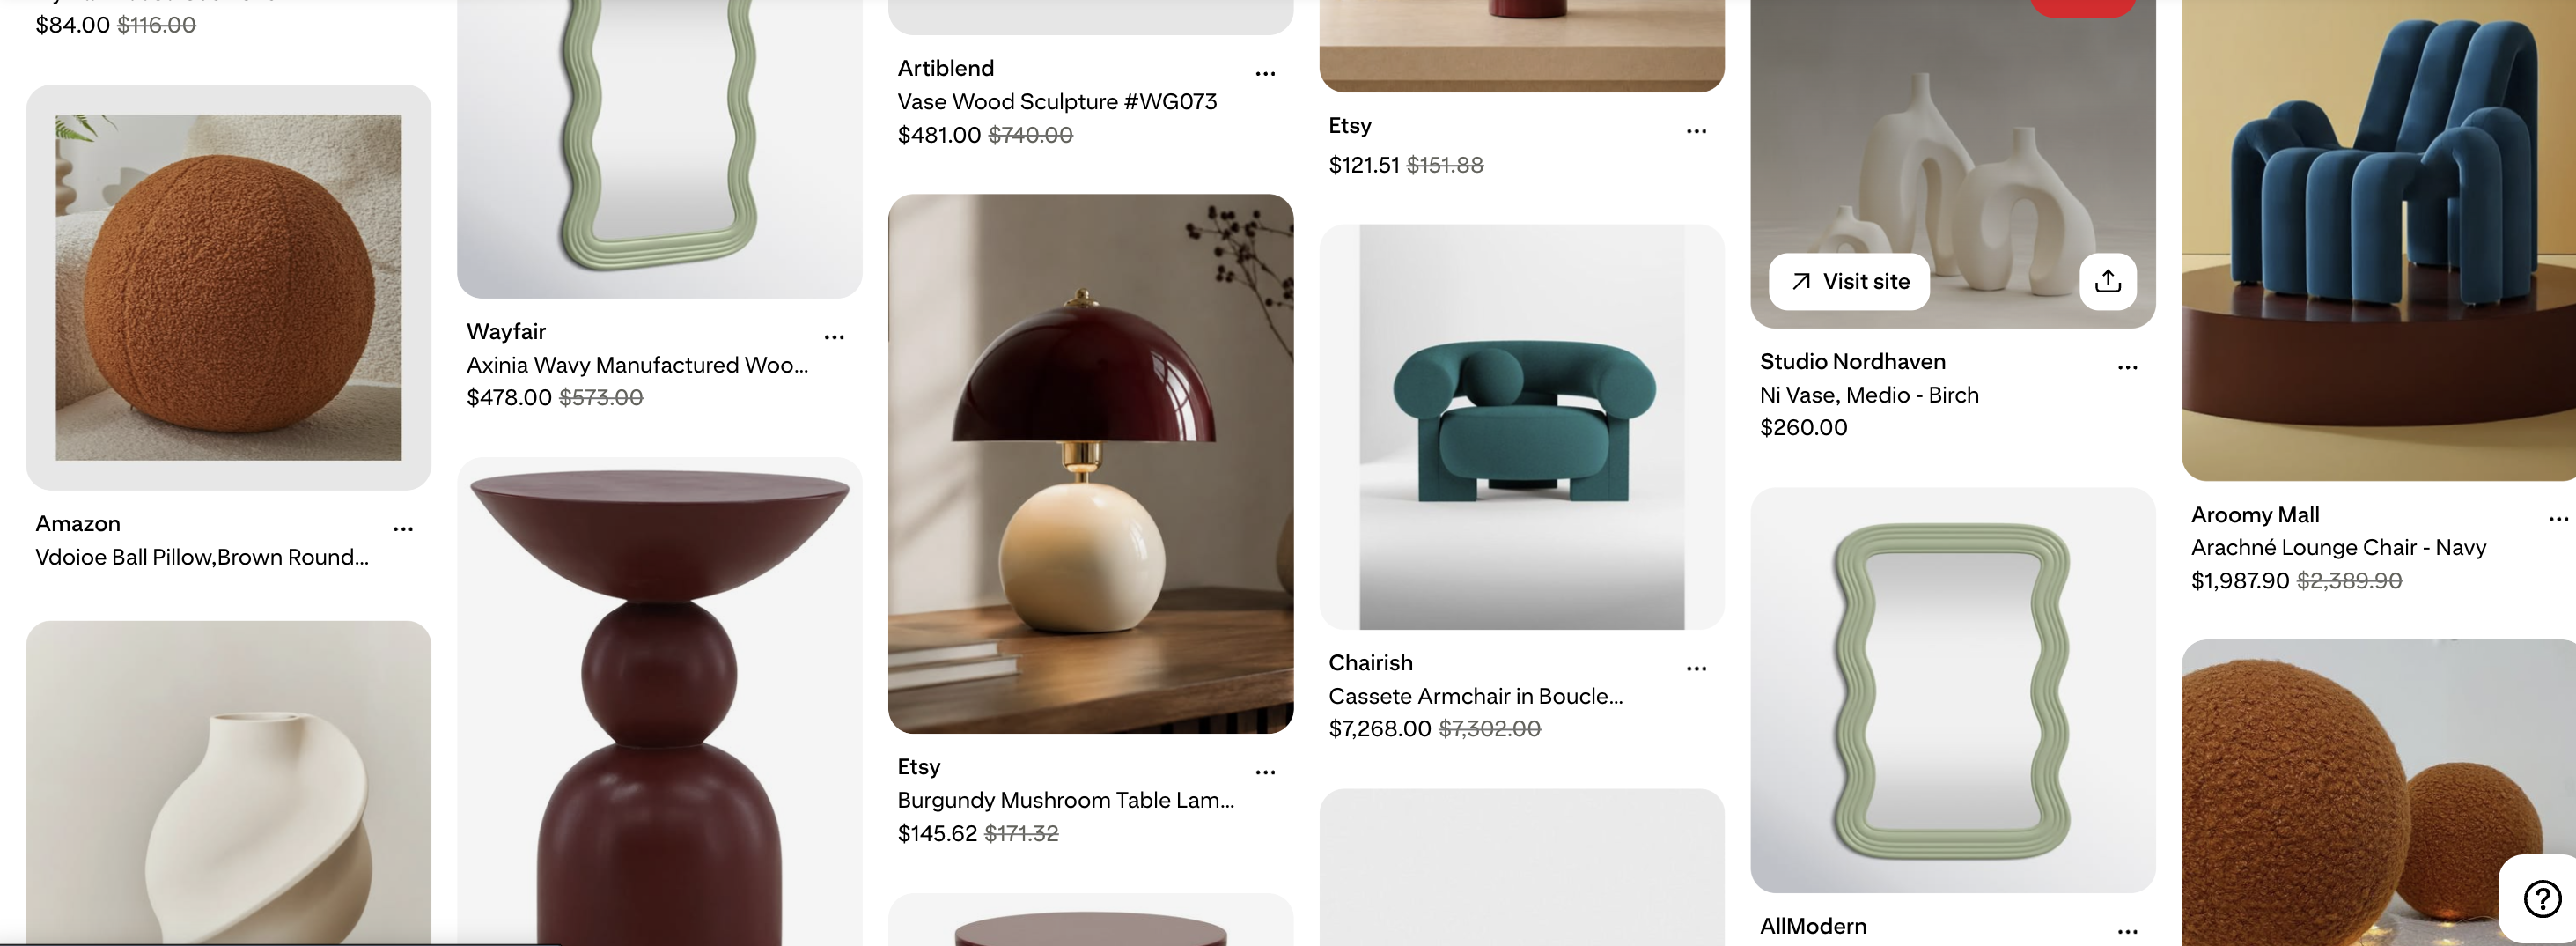 $84.00 $116.00
Amazon
Vdoioe Ball Pillow,Brown Round...
Wayfair
Axinia Wavy Manufactured Woo...
$478.00 $573.00
Artiblend
Vase Wood Sculpture #WG073
$481.00 $740.00
Etsy
Burgundy Mushroom Table Lam...
$145.62 $171.32
Etsy
$121.51 $151.88
Chairish
Cassete Armchair in Boucle...
$7,268.00 $7,302.00
Visit site
Studio Nordhaven
Ni Vase, Medio - Birch
$260.00
AllModern
Aroomy Mall
Arachné Lounge Chair - Navy
$1,987.90 $2,389.90